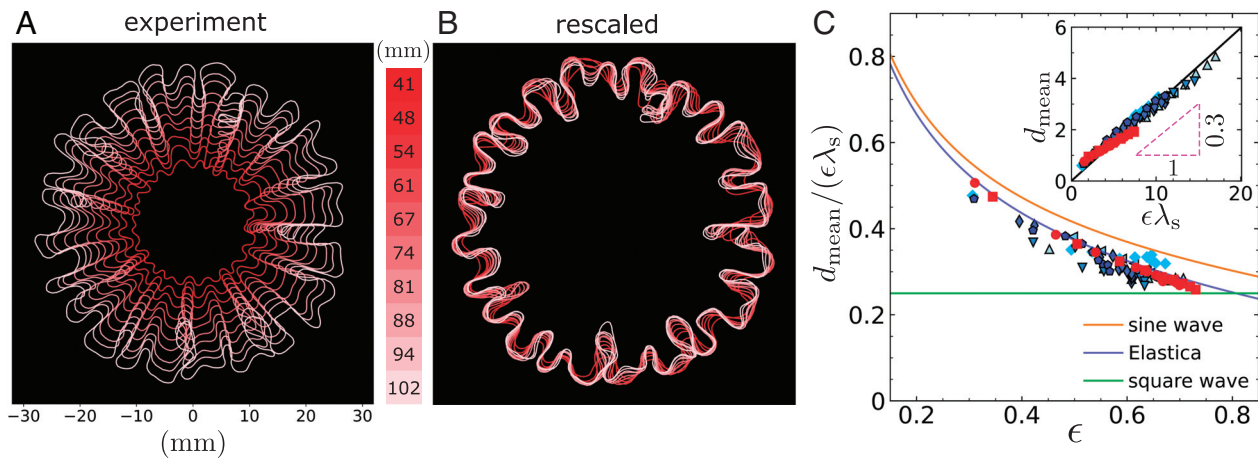 A
experiment
−30
−20
−10
0
10
20
30
(mm)
(mm)
41
48
54
61
67
74
81
88
94
102
B
rescaled
C
d_mean/(ϵλ_s)
0.8
0.6
0.4
0.2
0
0.2
0.4
0.6
0.8
ϵ
sine wave
Elastica
square wave
d_mean
6
4
2
0
0
10
20
ϵλ_s
1
0.3